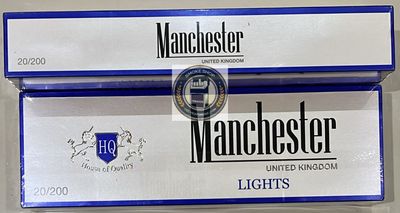 Manchester
UNITED KINGDOM
20/200
HQ
House of Quality
Manchester
UNITED KINGDOM
20/200
LIGHTS